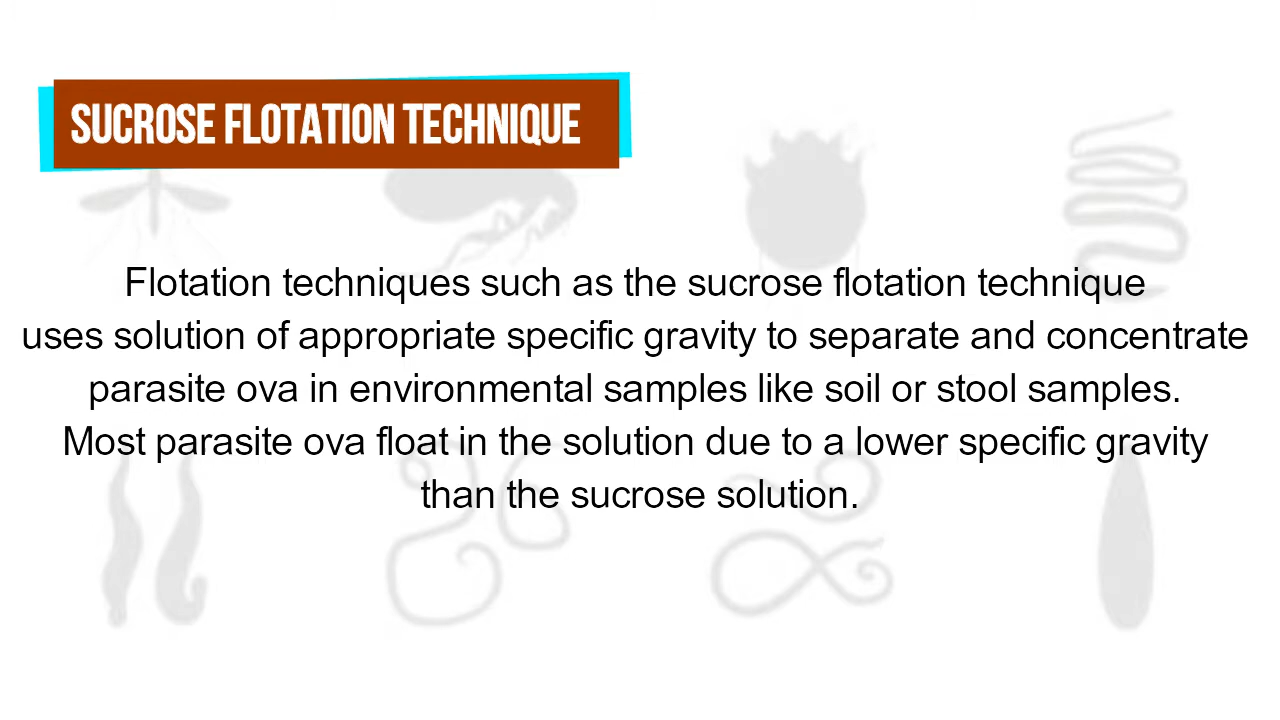 SUCROSE FLOTATION TECHNIQUE
Flotation techniques such as the sucrose flotation technique
uses solution of appropriate specific gravity to separate and concentrate
parasite ova in environmental samples like soil or stool samples.
Most parasite ova float in the solution due to a lower specific gravity
than the sucrose solution.